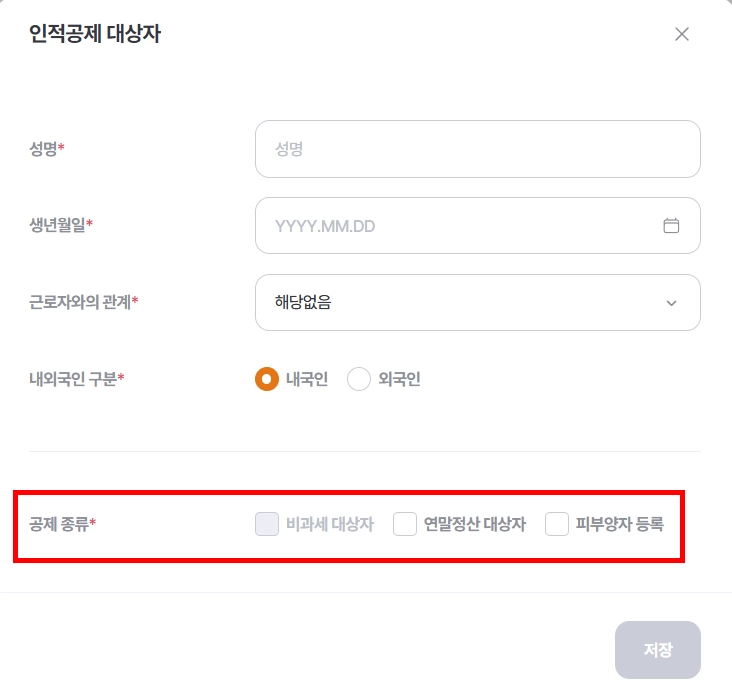 인적공제 대상자
성명* 성명
생년월일* YYYY.MM.DD
근로자와의 관계* 해당없음
내외국인 구분* 내국인 외국인
공제 종류* 비과세 대상자 연말정산 대상자 피부양자 등록
저장